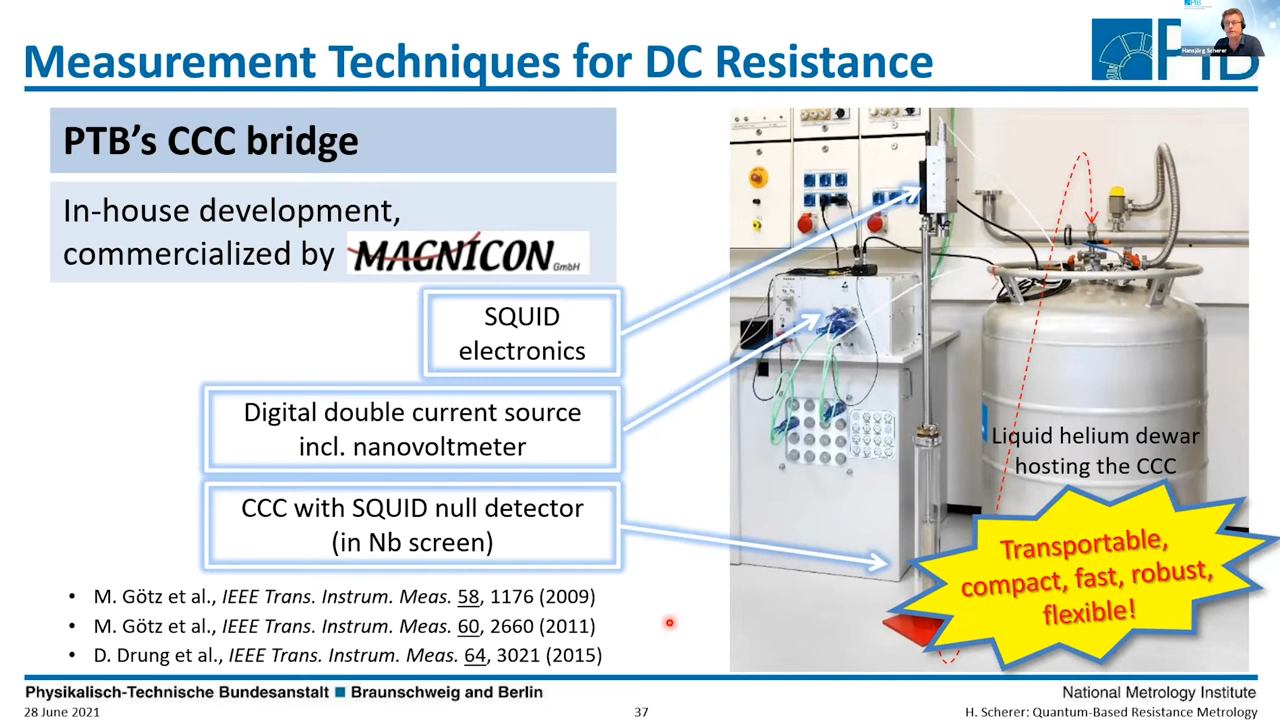 PTB
Hansjörg Scherer
Measurement Techniques for DC Resistance
PTB's CCC bridge
In-house development,
commercialized by MAGNICON GmbH
SQUID
electronics
Digital double current source
incl. nanovoltmeter
CCC with SQUID null detector
(in Nb screen)
Liquid helium dewar
hosting the CCC
Transportable,
compact, fast, robust,
flexible!
• M. Götz et al., IEEE Trans. Instrum. Meas. 58, 1176 (2009)
• M. Götz et al., IEEE Trans. Instrum. Meas. 60, 2660 (2011)
• D. Drung et al., IEEE Trans. Instrum. Meas. 64, 3021 (2015)
Physikalisch-Technische Bundesanstalt ■ Braunschweig and Berlin
National Metrology Institute
28 June 2021
37
H. Scherer: Quantum-Based Resistance Metrology